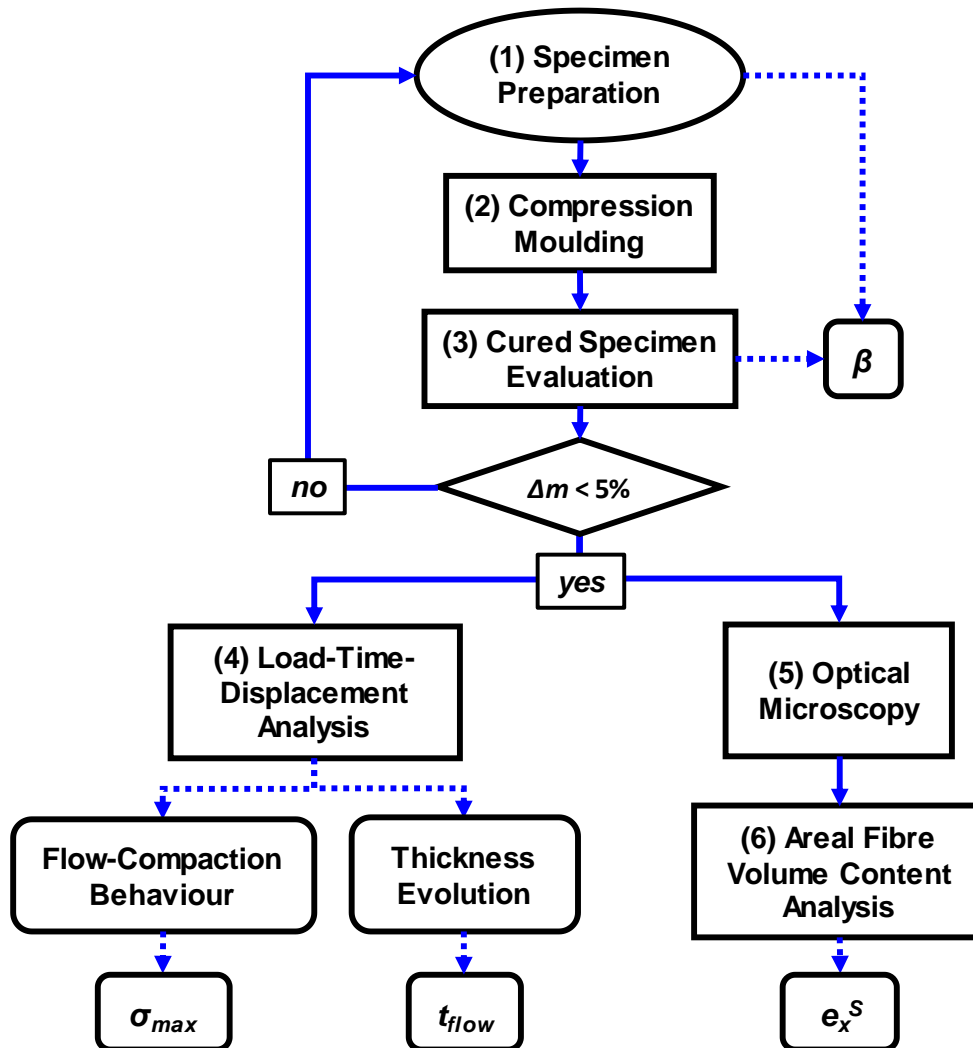 (1) Specimen
Preparation
(2) Compression
Moulding
(3) Cured Specimen
Evaluation
β
Δm < 5%
no
yes
(4) Load-Time-
Displacement
Analysis
(5) Optical
Microscopy
Flow-Compaction
Behaviour
Thickness
Evolution
(6) Areal Fibre
Volume Content
Analysis
σmax
tflow
exS